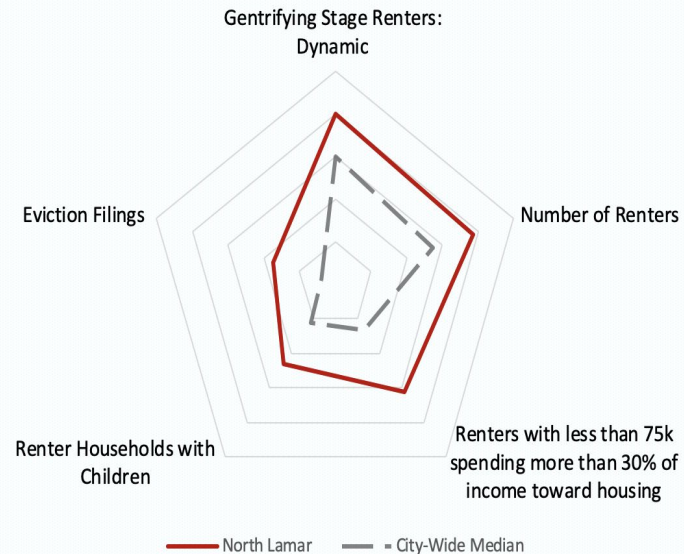 Gentrifying Stage Renters:
Dynamic
Eviction Filings
Number of Renters
Renter Households with
Children
Renters with less than 75k
spending more than 30% of
income toward housing
North Lamar
City-Wide Median